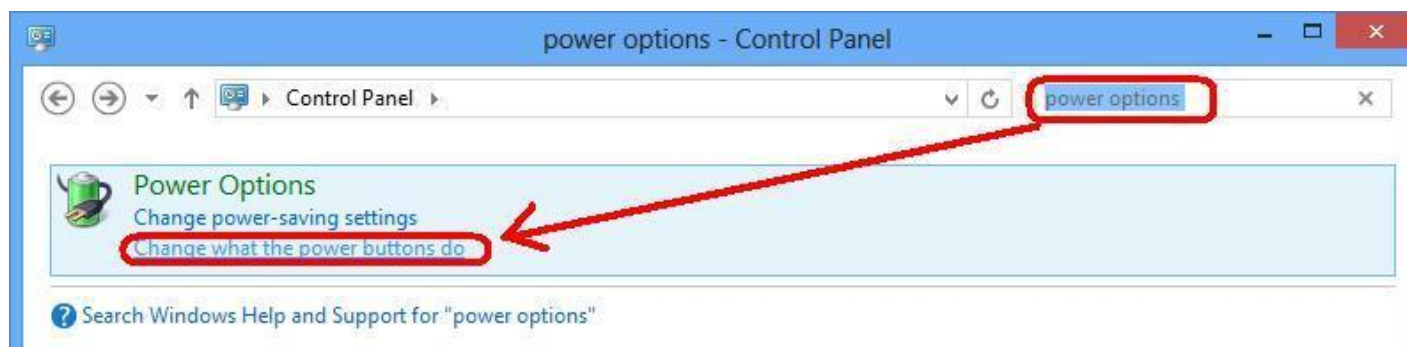 power options - Control Panel
Control Panel
power options
Power Options
Change power-saving settings
Change what the power buttons do
Search Windows Help and Support for "power options"